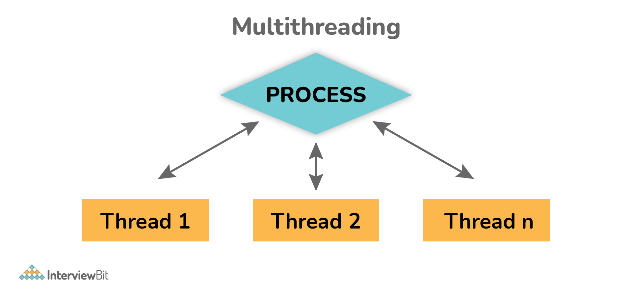 Multithreading
PROCESS
Thread 1
Thread 2
Thread n
InterviewBit